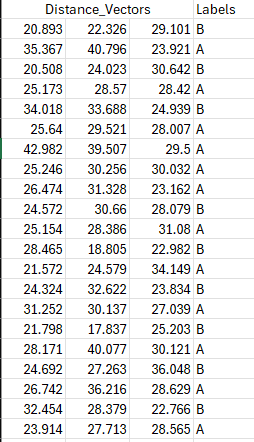 Distance_Vectors Labels
20.893 22.326 29.101 B
35.367 40.796 23.921 A
20.508 24.023 30.642 B
25.173 28.57 28.42 A
34.018 33.688 24.939 B
25.64 29.521 28.007 A
42.982 39.507 29.5 A
25.246 30.256 30.032 A
26.474 31.328 23.162 A
24.572 30.66 28.079 B
25.154 28.386 31.08 A
28.465 18.805 22.982 B
21.572 24.579 34.149 A
24.324 32.622 23.834 B
31.252 30.137 27.039 A
21.798 17.837 25.203 B
28.171 40.077 30.121 A
24.692 27.263 36.048 B
26.742 36.216 28.629 A
32.454 28.379 22.766 B
23.914 27.713 28.565 A